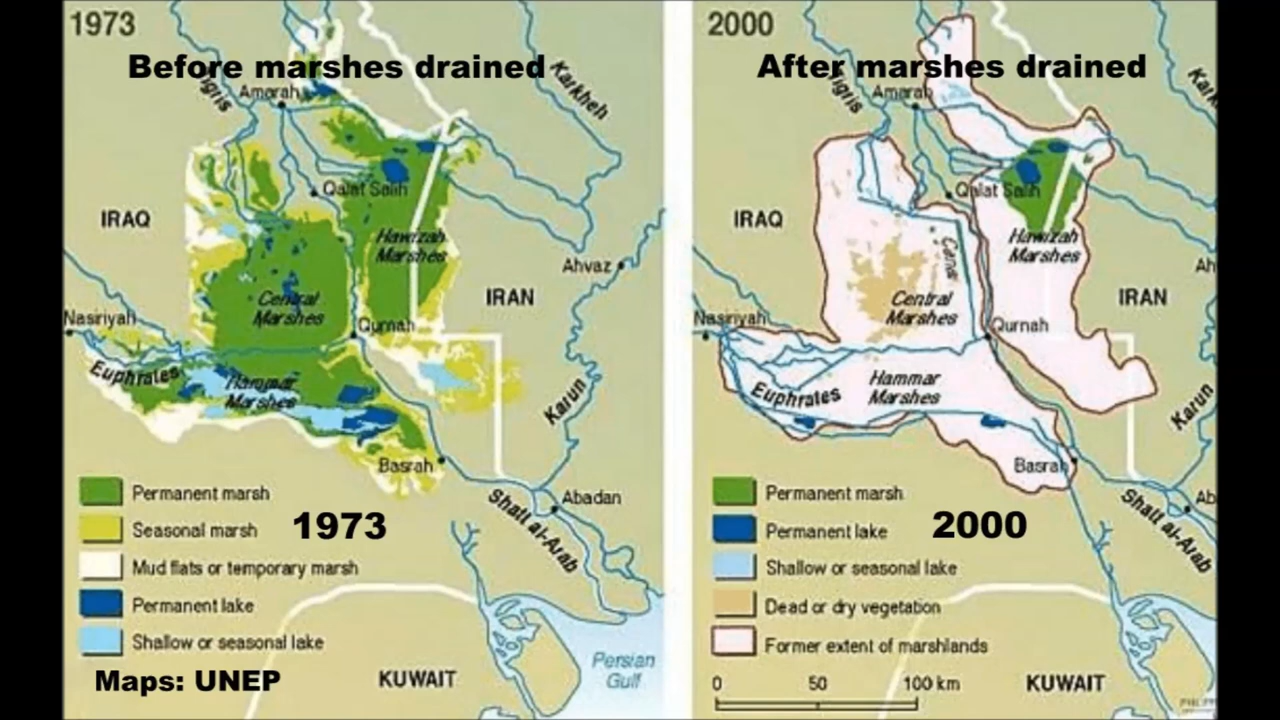 1973
Before marshes drained
Tigris
Karkheh
Amarah
Qalat Salih
IRAQ
Hawizah
Marshes
Ahvaz
Central
Marshes
IRAN
Nasiriyah
Qurnah
Euphrates
Hammar
Marshes
Karun
Basrah
Permanent marsh
Seasonal marsh
1973
Mud flats or temporary marsh
Permanent lake
Shallow or seasonal lake
Shatt al-Arab
Abadan
Maps: UNEP
KUWAIT
Persian
Gulf
2000
After marshes drained
Tigris
Kark
Amarah
Qalat Salih
IRAQ
Canal
Hawizah
Marshes
Ah
Central
Marshes
IRAN
Nasiriyah
Qurnah
Euphrates
Hammar
Marshes
Karun
Basrah
Permanent marsh
Permanent lake
2000
Shallow or seasonal lake
Dead or dry vegetation
Former extent of marshlands
Shatt al-Arab
Ab
0 50 100 km
KUWAIT